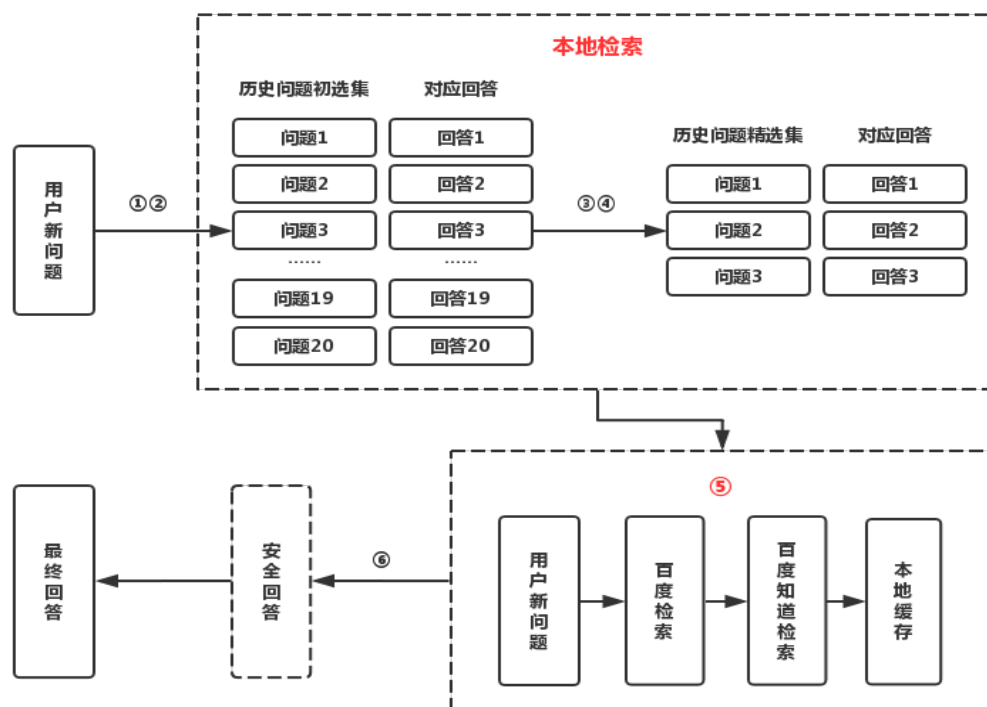 本地检索
历史问题初选集 对应回答
问题1 回答1
问题2 回答2
问题3 回答3
...... ......
问题19 回答19
问题20 回答20
用户新问题
①②
③④
历史问题精选集 对应回答
问题1 回答1
问题2 回答2
问题3 回答3
⑤
用户新问题
百度检索
百度知道检索
本地缓存
⑥
安全回答
最终回答